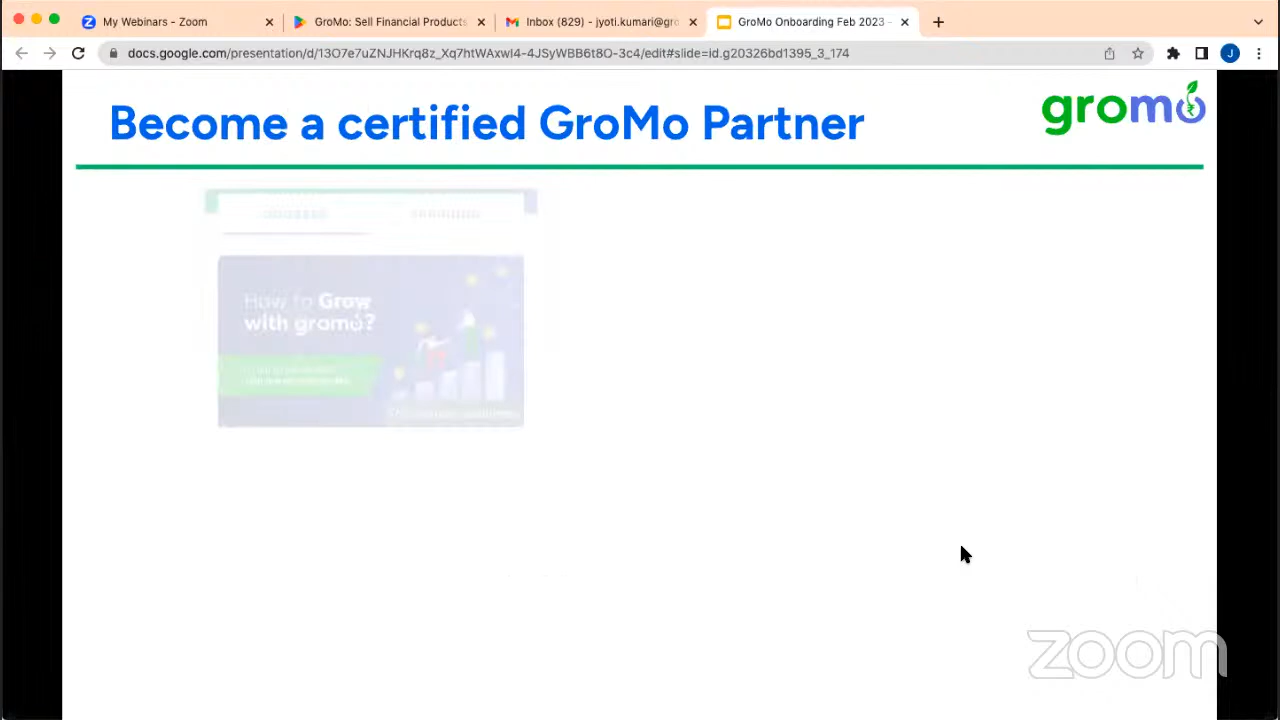 My Webinars - Zoom
GroMo: Sell Financial Products
Inbox (829) - jyoti.kumari@gro
GroMo Onboarding Feb 2023 -
docs.google.com/presentation/d/13O7e7uZNJHKrq8z_Xq7htWAxwI4-4JSyWBB6t8O-3c4/edit#slide=id.g20326bd1395_3_174
J
Become a certified GroMo Partner
gromo
How to Grow
with gromo?
zoom